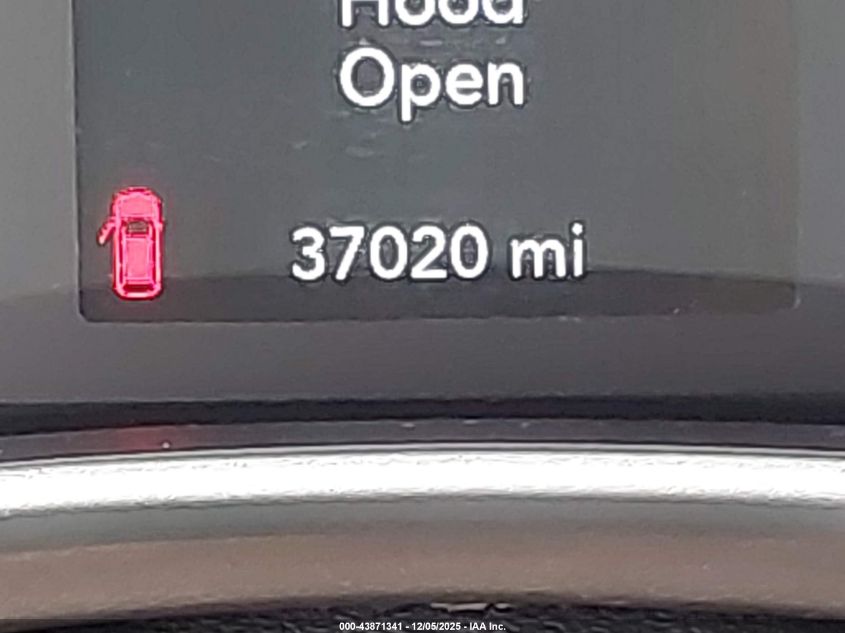 Hood
Open
37020 mi
000-43871341 - 12/05/2025 - IAA Inc.